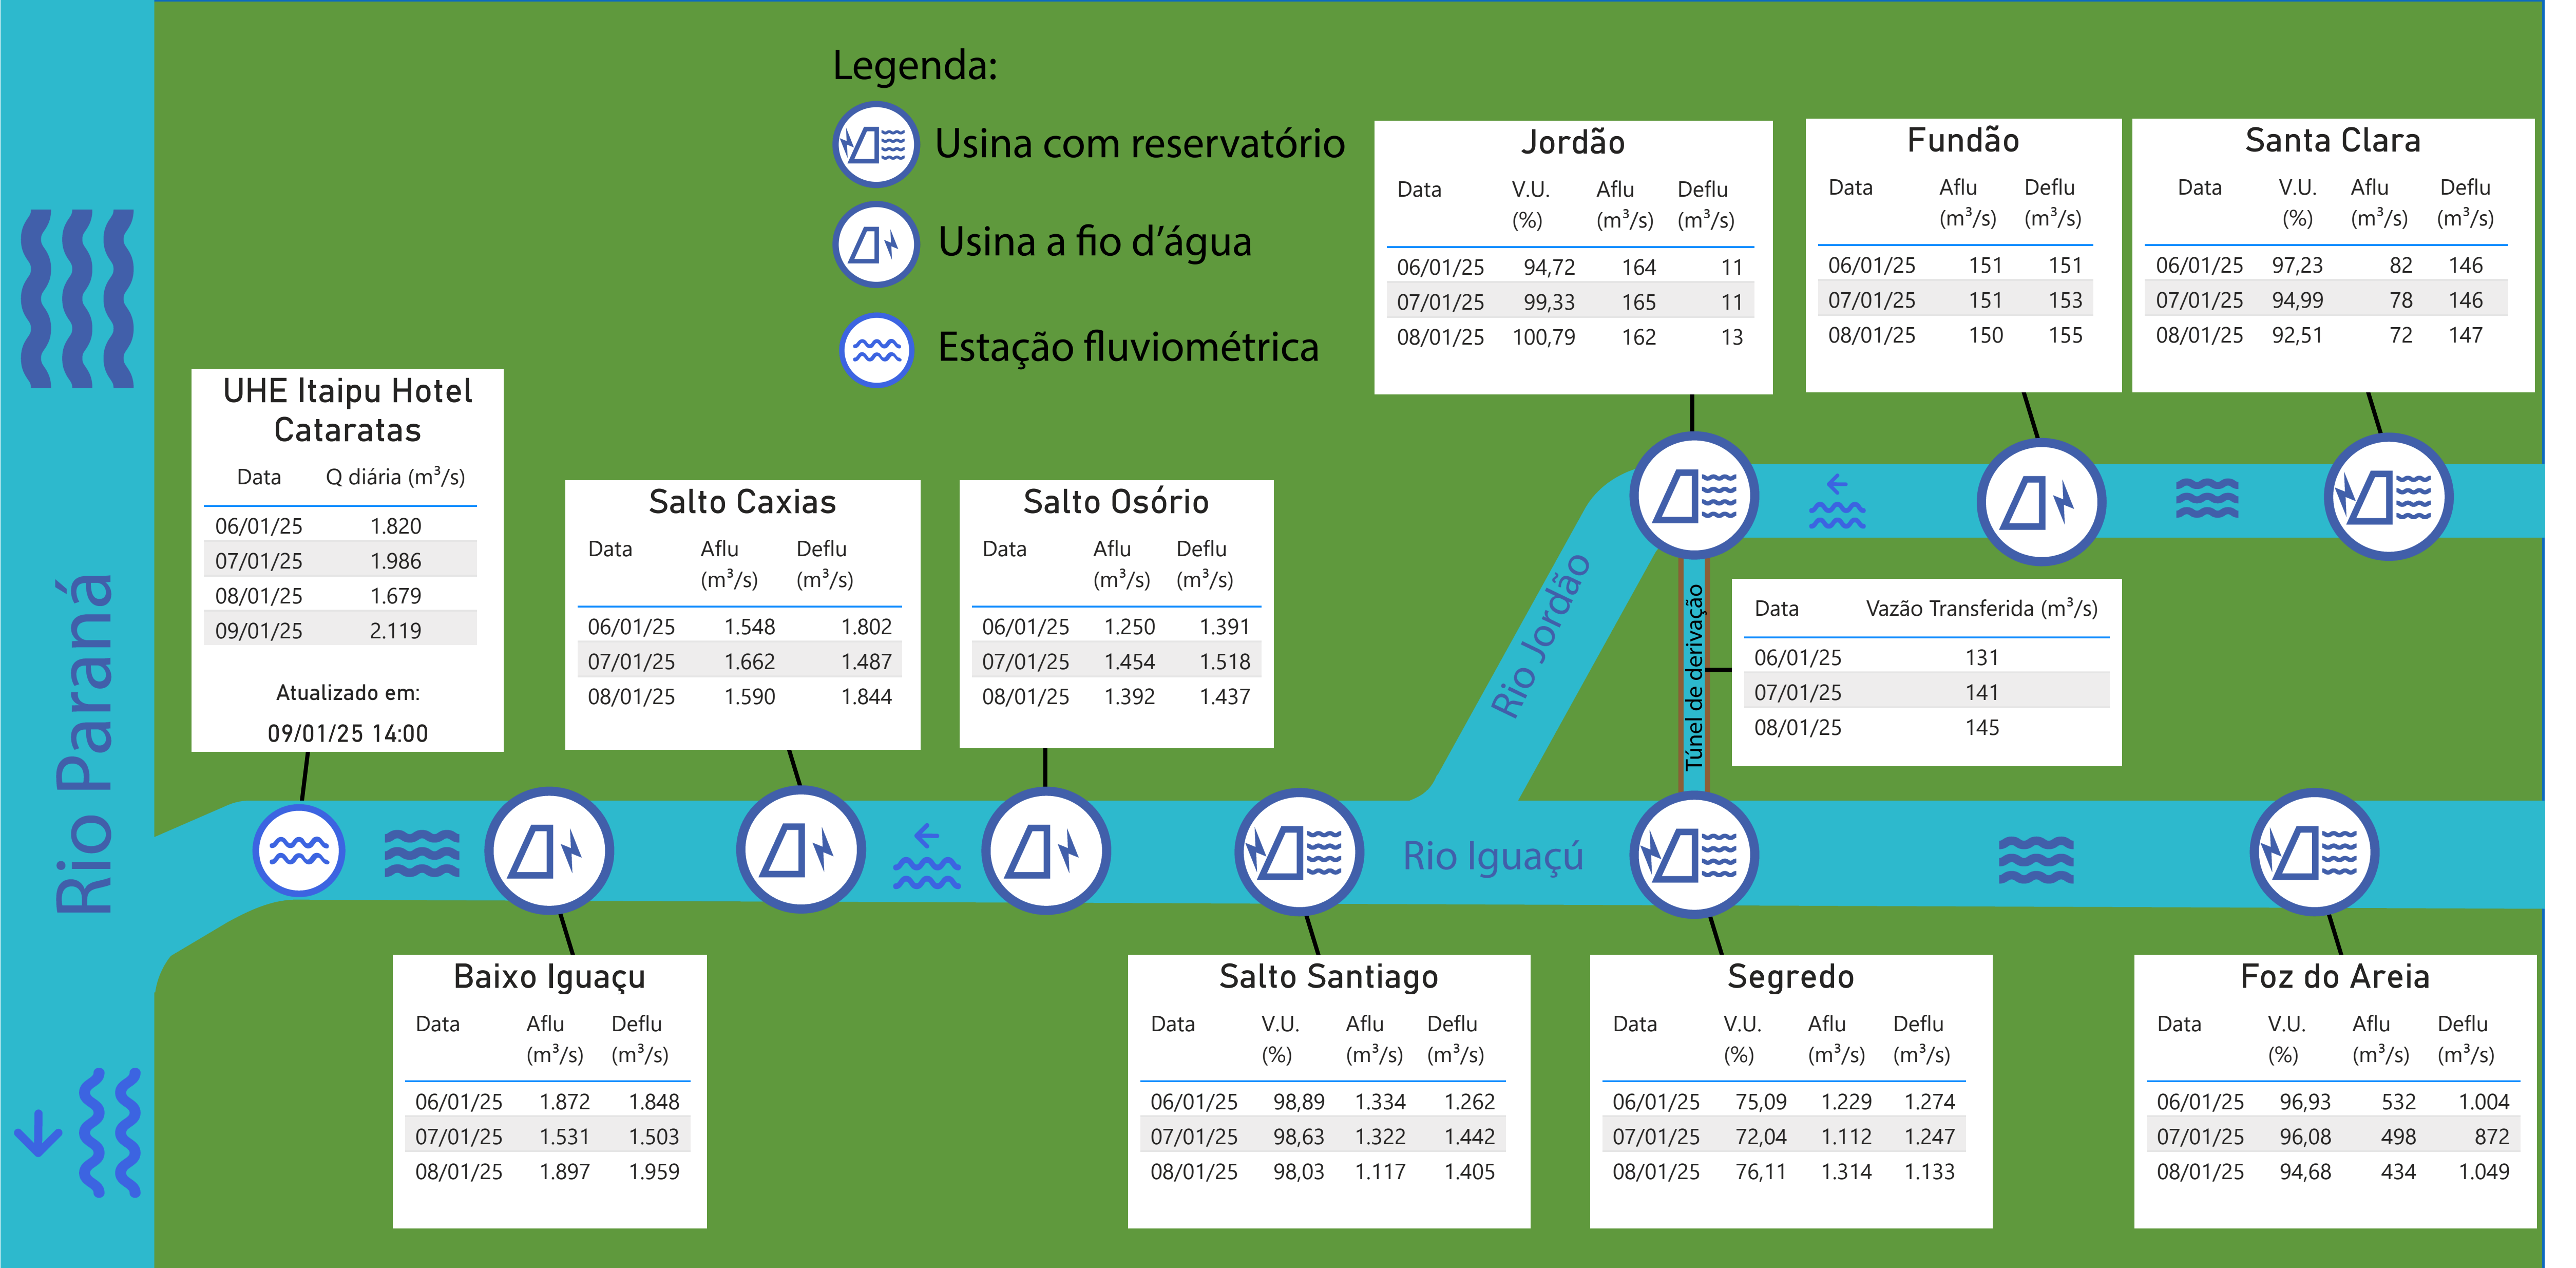 Legenda:
Usina com reservatório
Usina a fio d’água
Estação fluviométrica
Jordão
Data V.U. (%) Aflu (m³/s) Deflu (m³/s)
06/01/25 94,72 164 11
07/01/25 99,33 165 11
08/01/25 100,79 162 13
Fundão
Data Aflu (m³/s) Deflu (m³/s)
06/01/25 151 151
07/01/25 151 153
08/01/25 150 155
Santa Clara
Data V.U. (%) Aflu (m³/s) Deflu (m³/s)
06/01/25 97,23 82 146
07/01/25 94,99 78 146
08/01/25 92,51 72 147
UHE Itaipu Hotel
Cataratas
Data Q diária (m³/s)
06/01/25 1.820
07/01/25 1.986
08/01/25 1.679
09/01/25 2.119
Atualizado em:
09/01/25 14:00
Salto Caxias
Data Aflu (m³/s) Deflu (m³/s)
06/01/25 1.548 1.802
07/01/25 1.662 1.487
08/01/25 1.590 1.844
Salto Osório
Data Aflu (m³/s) Deflu (m³/s)
06/01/25 1.250 1.391
07/01/25 1.454 1.518
08/01/25 1.392 1.437
Rio Jordão
Túnel de derivação
Data Vazão Transferida (m³/s)
06/01/25 131
07/01/25 141
08/01/25 145
Rio Paraná
Rio Iguaçú
Baixo Iguaçu
Data Aflu (m³/s) Deflu (m³/s)
06/01/25 1.872 1.848
07/01/25 1.531 1.503
08/01/25 1.897 1.959
Salto Santiago
Data V.U. (%) Aflu (m³/s) Deflu (m³/s)
06/01/25 98,89 1.334 1.262
07/01/25 98,63 1.322 1.442
08/01/25 98,03 1.117 1.405
Segredo
Data V.U. (%) Aflu (m³/s) Deflu (m³/s)
06/01/25 75,09 1.229 1.274
07/01/25 72,04 1.112 1.247
08/01/25 76,11 1.314 1.133
Foz do Areia
Data V.U. (%) Aflu (m³/s) Deflu (m³/s)
06/01/25 96,93 532 1.004
07/01/25 96,08 498 872
08/01/25 94,68 434 1.049